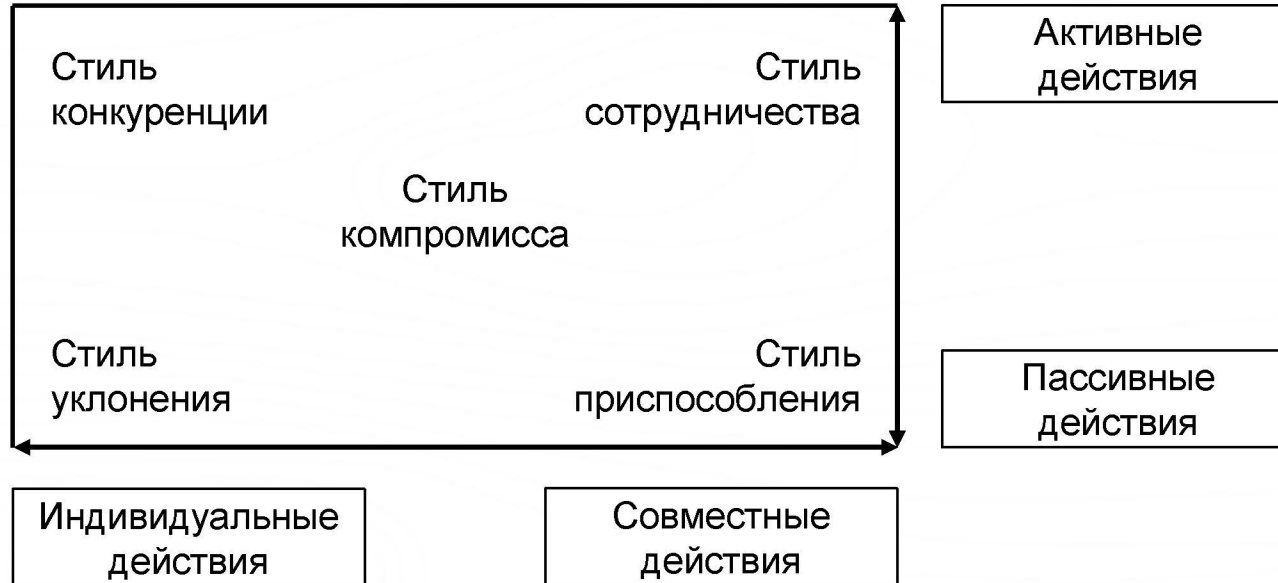 Стиль
конкуренции
Стиль
сотрудничества
Активные
действия
Стиль
компромисса
Стиль
уклонения
Стиль
приспособления
Пассивные
действия
Индивидуальные
действия
Совместные
действия